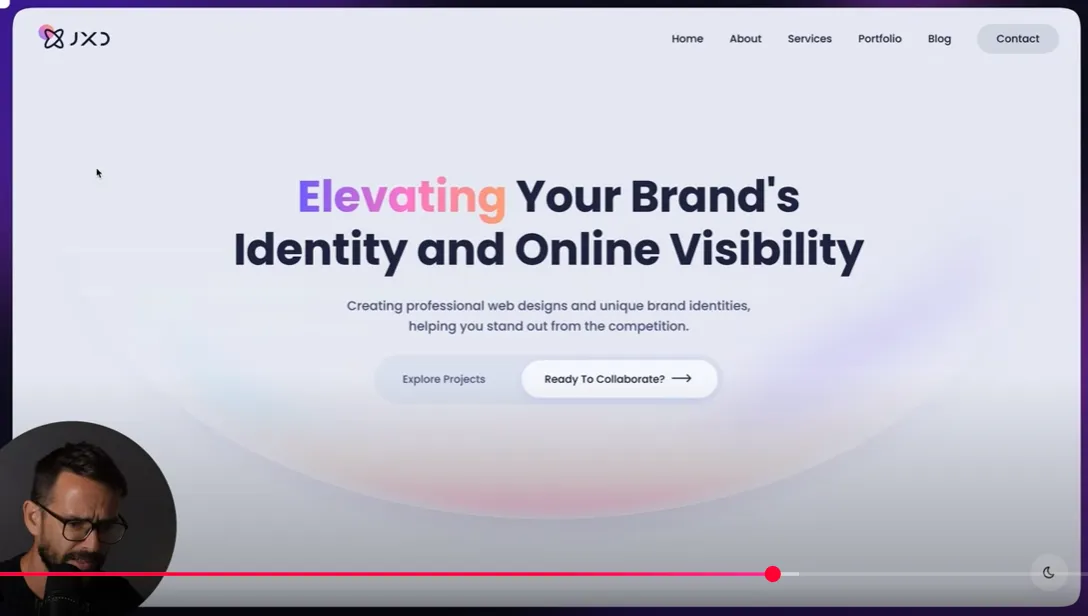 JXD
Home About Services Portfolio Blog Contact
Elevating Your Brand's
Identity and Online Visibility
Creating professional web designs and unique brand identities,
helping you stand out from the competition.
Explore Projects Ready To Collaborate?